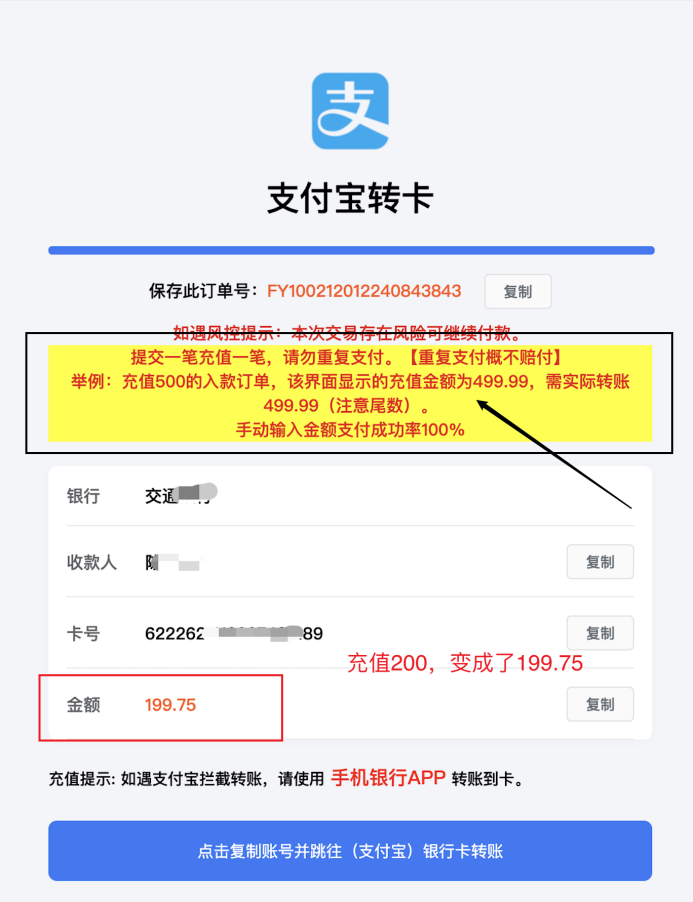 支
支付宝转卡
保存此订单号：FY100212012240843843 复制
如遇风控提示：本次交易存在风险可继续付款。
提交一笔充值一笔，请勿重复支付。【重复支付概不赔付】
举例：充值500的入款订单，该界面显示的充值金额为499.99，需实际转账
499.99（注意尾数）。
手动输入金额支付成功率100%
银行 交通
收款人 复制
卡号 622262 89 复制
充值200，变成了199.75
金额 199.75 复制
充值提示: 如遇支付宝拦截转账，请使用 手机银行APP 转账到卡。
点击复制账号并跳往（支付宝）银行卡转账